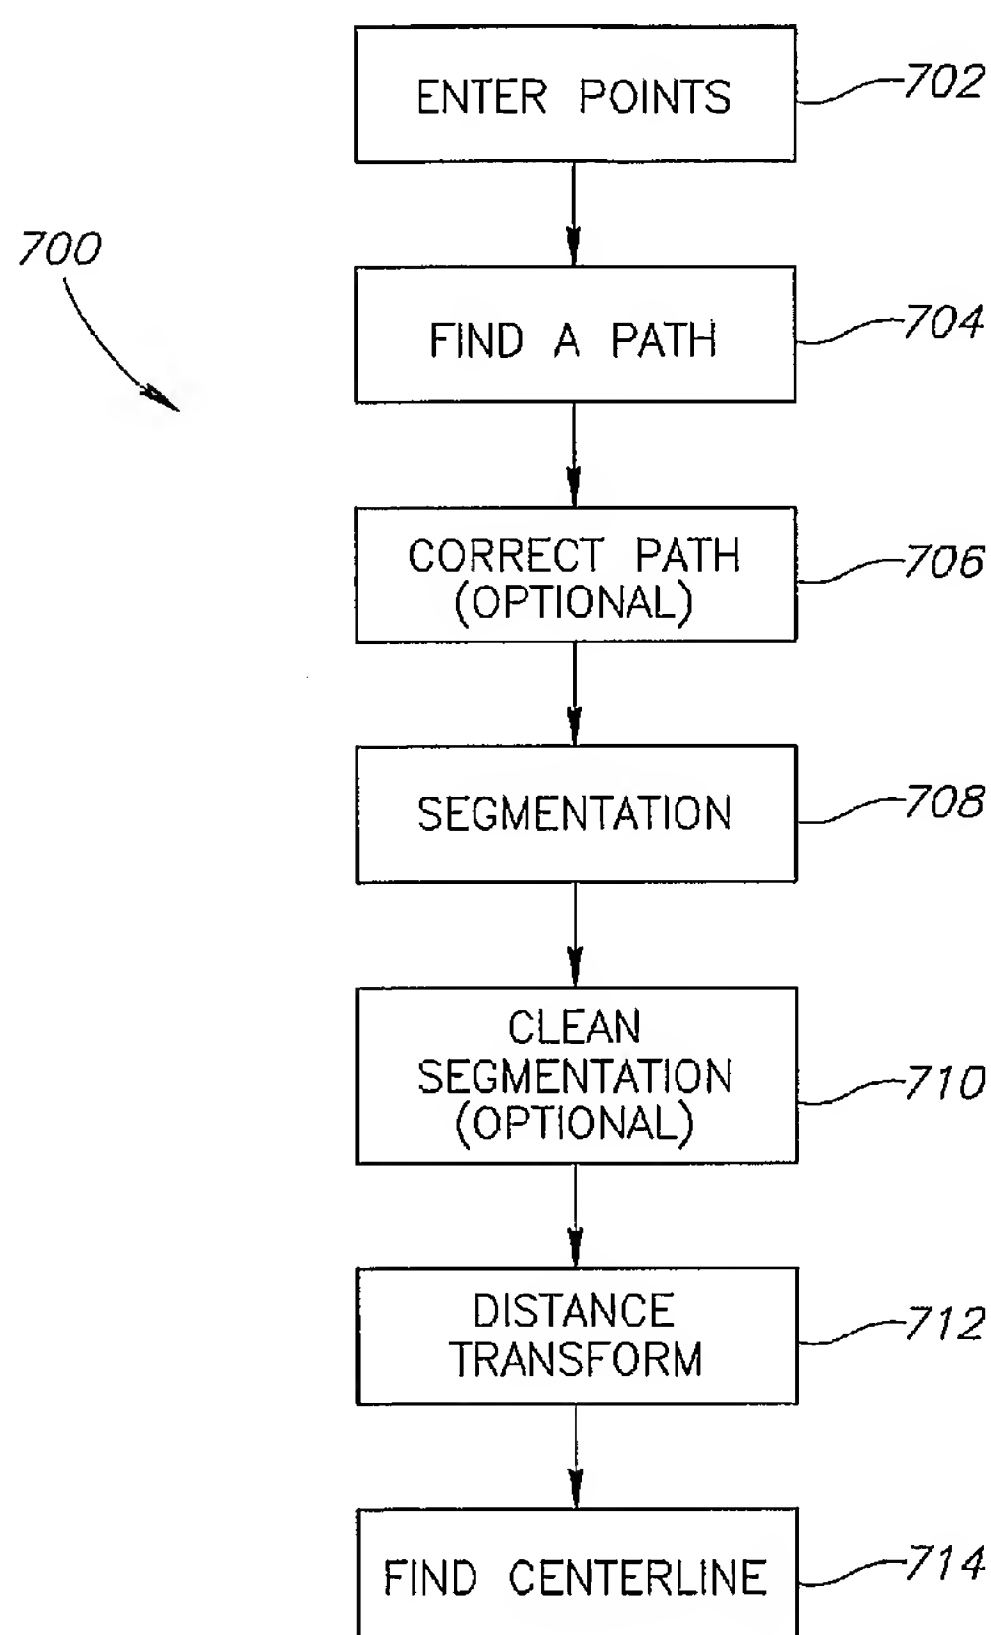 ENTER POINTS
702
700
FIND A PATH
704
CORRECT PATH
(OPTIONAL)
706
SEGMENTATION
708
CLEAN
SEGMENTATION
(OPTIONAL)
710
DISTANCE
TRANSFORM
712
FIND CENTERLINE
714